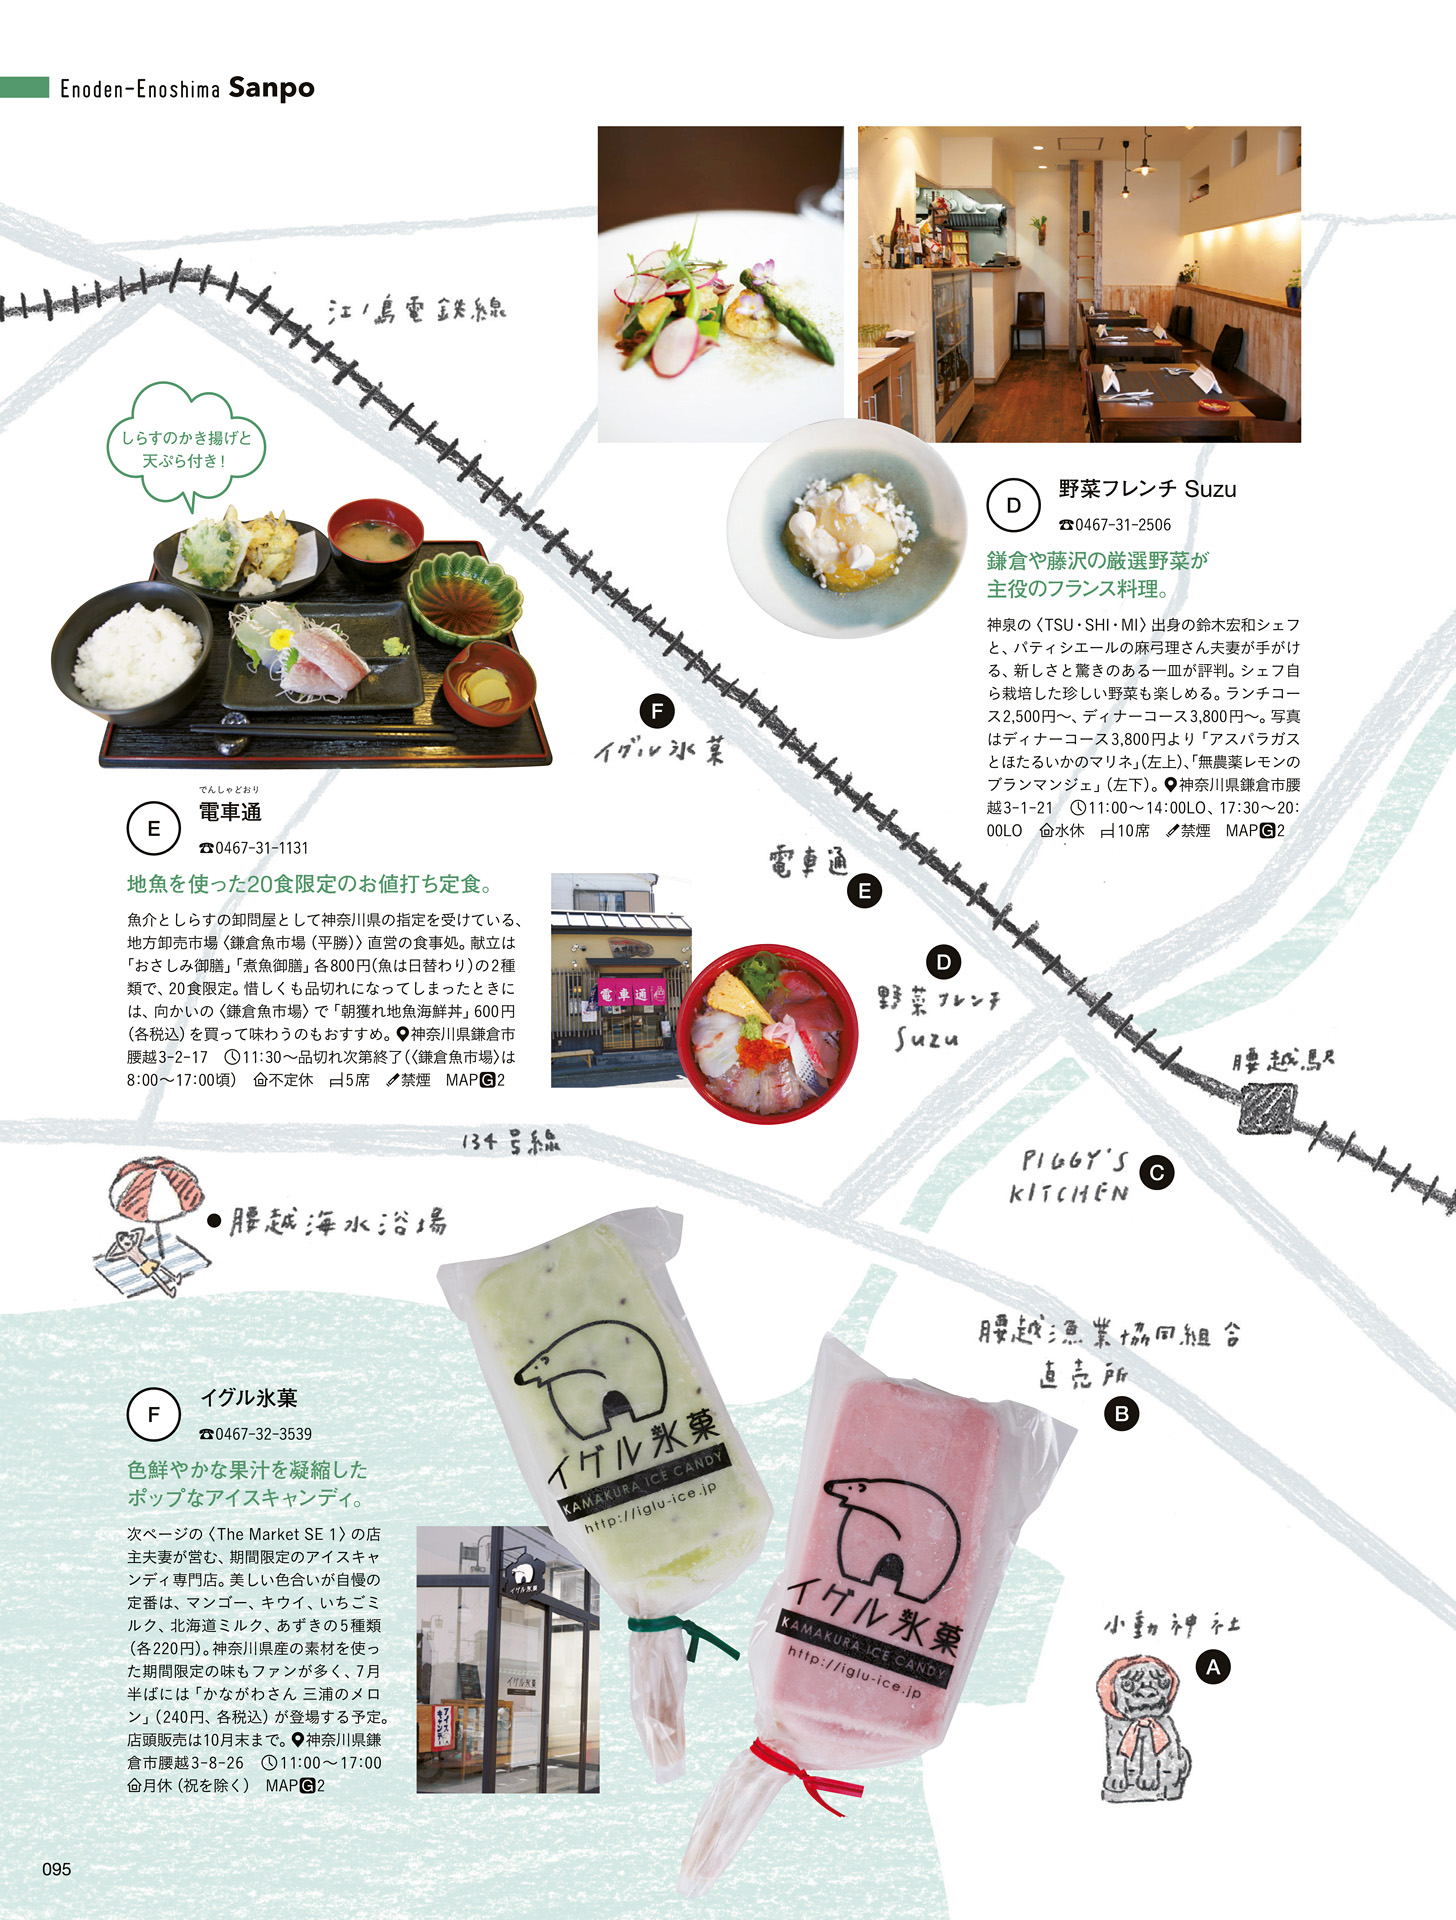 Enoden-Enoshima Sanpo
江ノ島電鉄線
しらすのかき揚げと
天ぷら付き！
D
野菜フレンチ Suzu
☎0467-31-2506
鎌倉や藤沢の厳選野菜が
主役のフランス料理。
神泉の〈TSU・SHI・MI〉出身の鈴木宏和シェフ
と、パティシエールの麻弓理さん夫妻が手がけ
る、新しさと驚きのある一皿が評判。シェフ自
ら栽培した珍しい野菜も楽しめる。ランチコー
ス2,500円〜、ディナーコース3,800円〜。写真
はディナーコース3,800円より「アスパラガス
とほたるいかのマリネ」（左上）、「無農薬レモンの
ブランマンジェ」（左下）。神奈川県鎌倉市腰
越3-1-21　11:00〜14:00LO、17:30〜20:
00LO　水休　10席　禁煙　MAP G 2
F
イグル氷菓
E
でんしゃどおり
電車通
☎0467-31-1131
地魚を使った20食限定のお値打ち定食。
魚介としらすの卸問屋として神奈川県の指定を受けている、
地方卸売市場〈鎌倉魚市場（平勝）〉直営の食事処。献立は
「おさしみ御膳」「煮魚御膳」各800円（魚は日替わり）の2種
類で、20食限定。惜しくも品切れになってしまったときに
は、向かいの〈鎌倉魚市場〉で「朝獲れ地魚海鮮丼」600円
（各税込）を買って味わうのもおすすめ。神奈川県鎌倉市
腰越3-2-17　11:30〜品切れ次第終了（〈鎌倉魚市場〉は
8:00〜17:00頃）　不定休　5席　禁煙　MAP G 2
電車通
電車通
E
D
野菜フレンチ
Suzu
腰越駅
134号線
PIGGY'S
KITCHEN
C
腰越海水浴場
腰越漁業協同組合
直売所
B
F
イグル氷菓
☎0467-32-3539
色鮮やかな果汁を凝縮した
ポップなアイスキャンディ。
次ページの〈The Market SE 1〉の店
主夫妻が営む、期間限定のアイスキャ
ンディ専門店。美しい色合いが自慢の
定番は、マンゴー、キウイ、いちごミ
ルク、北海道ミルク、あずきの5種類
（各220円）。神奈川県産の素材を使っ
た期間限定の味もファンが多く、7月
半ばには「かながわさん 三浦のメロ
ン」（240円、各税込）が登場する予定。
店頭販売は10月末まで。神奈川県鎌
倉市腰越3-8-26　11:00〜17:00
月休（祝を除く）　MAP G 2
イグル氷菓
イグル氷菓
アイスキャンディ
イグル氷菓
KAMAKURA ICE CANDY
http://iglu-ice.jp
イグル氷菓
KAMAKURA ICE CANDY
http://iglu-ice.jp
小動神社
A
095